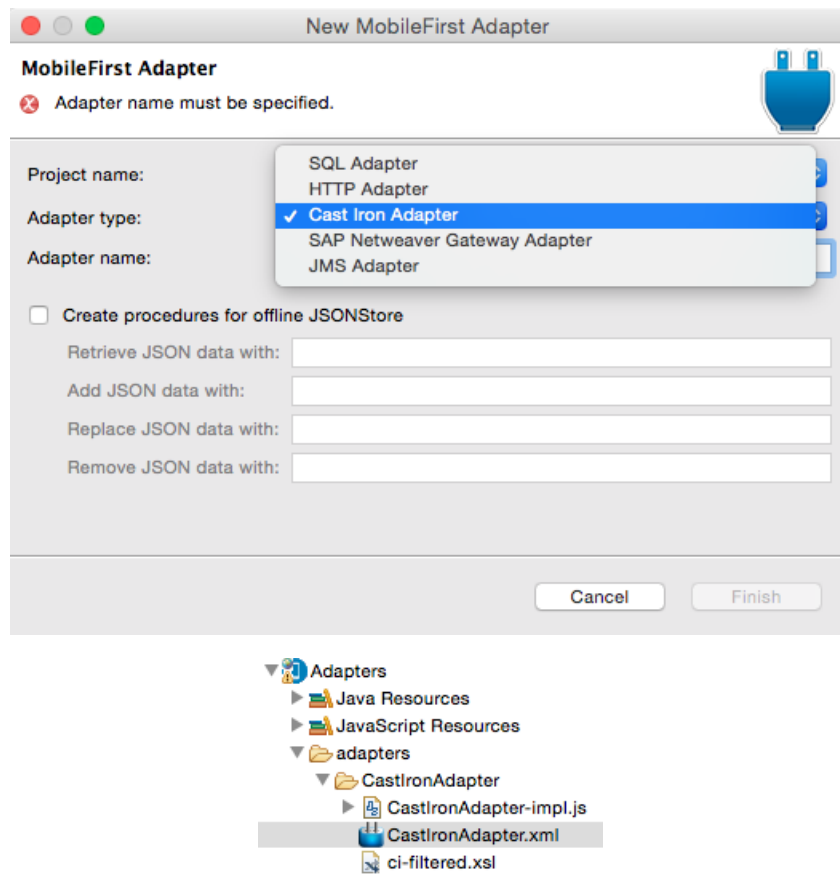 New MobileFirst Adapter
MobileFirst Adapter
Adapter name must be specified.
Project name:
SQL Adapter
HTTP Adapter
Adapter type:
✓ Cast Iron Adapter
SAP Netweaver Gateway Adapter
Adapter name:
JMS Adapter
Create procedures for offline JSONStore
Retrieve JSON data with:
Add JSON data with:
Replace JSON data with:
Remove JSON data with:
Cancel
Finish
Adapters
Java Resources
JavaScript Resources
adapters
CastIronAdapter
CastIronAdapter-impl.js
CastIronAdapter.xml
ci-filtered.xsl